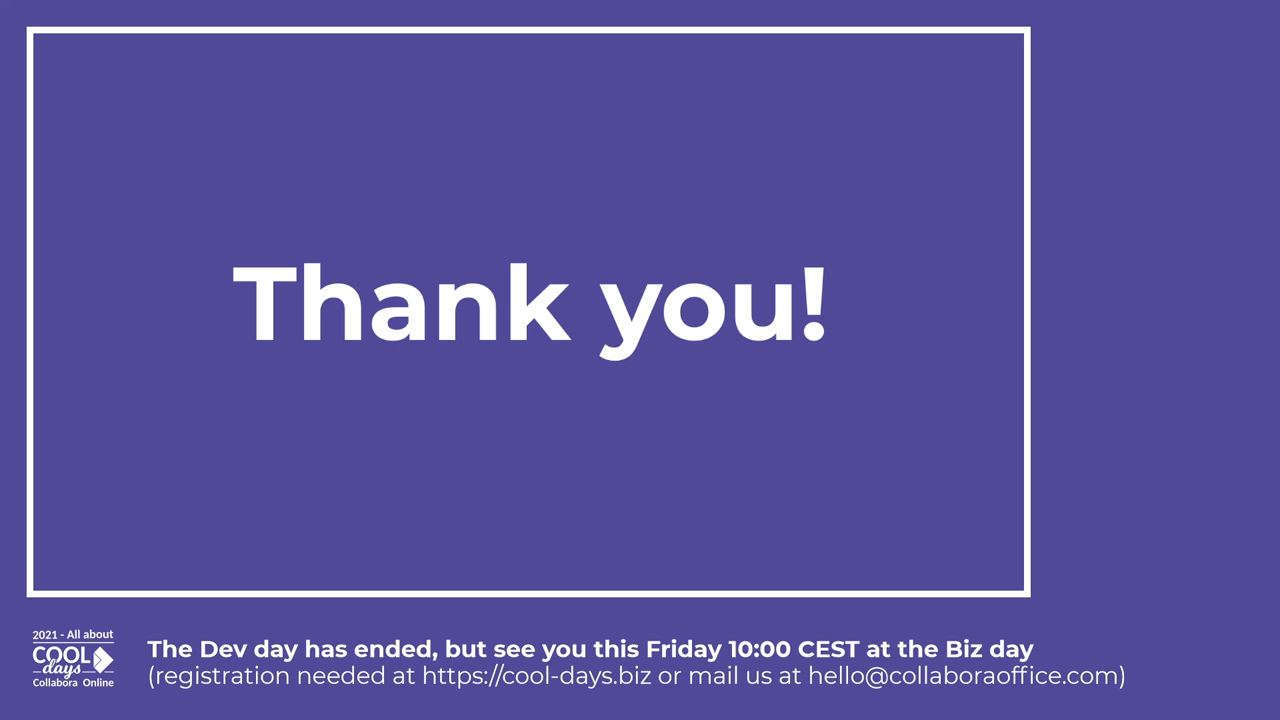 Thank you!
2021 - All about
COOL
days
Collabora Online
The Dev day has ended, but see you this Friday 10:00 CEST at the Biz day
(registration needed at https://cool-days.biz or mail us at hello@collaboraoffice.com)